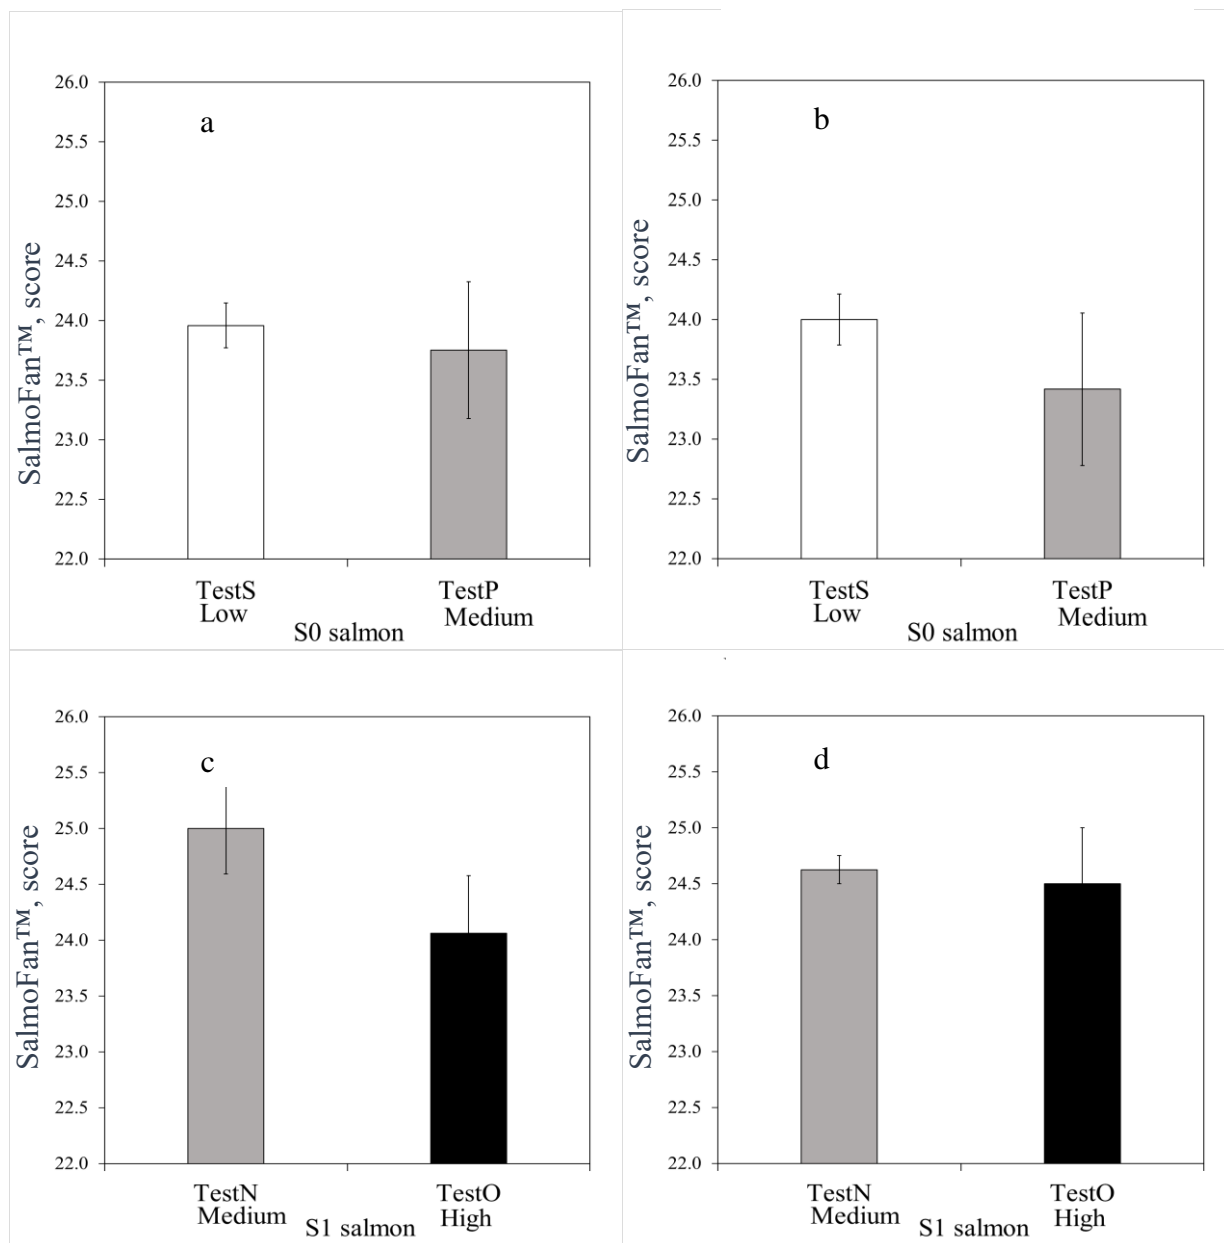 a
26.0
25.5
25.0
24.5
24.0
23.5
23.0
22.5
22.0
SalmoFan™, score
TestS TestP
Low Medium
S0 salmon
b
26.0
25.5
25.0
24.5
24.0
23.5
23.0
22.5
22.0
SalmoFan™, score
TestS TestP
Low Medium
S0 salmon
c
26.0
25.5
25.0
24.5
24.0
23.5
23.0
22.5
22.0
SalmoFan™, score
TestN TestO
Medium High
S1 salmon
d
26.0
25.5
25.0
24.5
24.0
23.5
23.0
22.5
22.0
SalmoFan™, score
TestN TestO
Medium High
S1 salmon